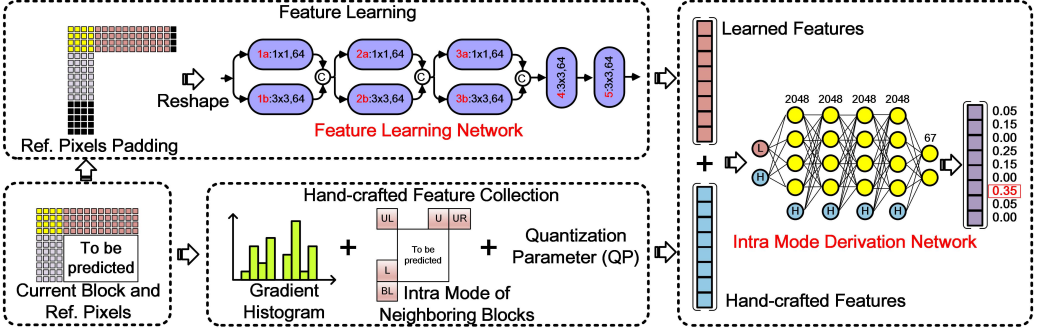 Feature Learning
1a:1x1,64
2a:1x1,64
3a:1x1,64
C
C
C
1b:3x3,64
2b:3x3,64
3b:3x3,64
4:3x3,64
5:3x3,64
Reshape
Feature Learning Network
Ref. Pixels Padding
To be
predicted
Current Block and
Ref. Pixels
Hand-crafted Feature Collection
Gradient
Histogram
+
UL
U
UR
To be
predicted
L
BL
Intra Mode of
Neighboring Blocks
+
Quantization
Parameter (QP)
Learned Features
+
Hand-crafted Features
2048
2048
2048
2048
67
L
H
H
H
H
H
Intra Mode Derivation Network
0.05
0.15
0.00
0.25
0.15
0.00
0.35
0.05
0.00